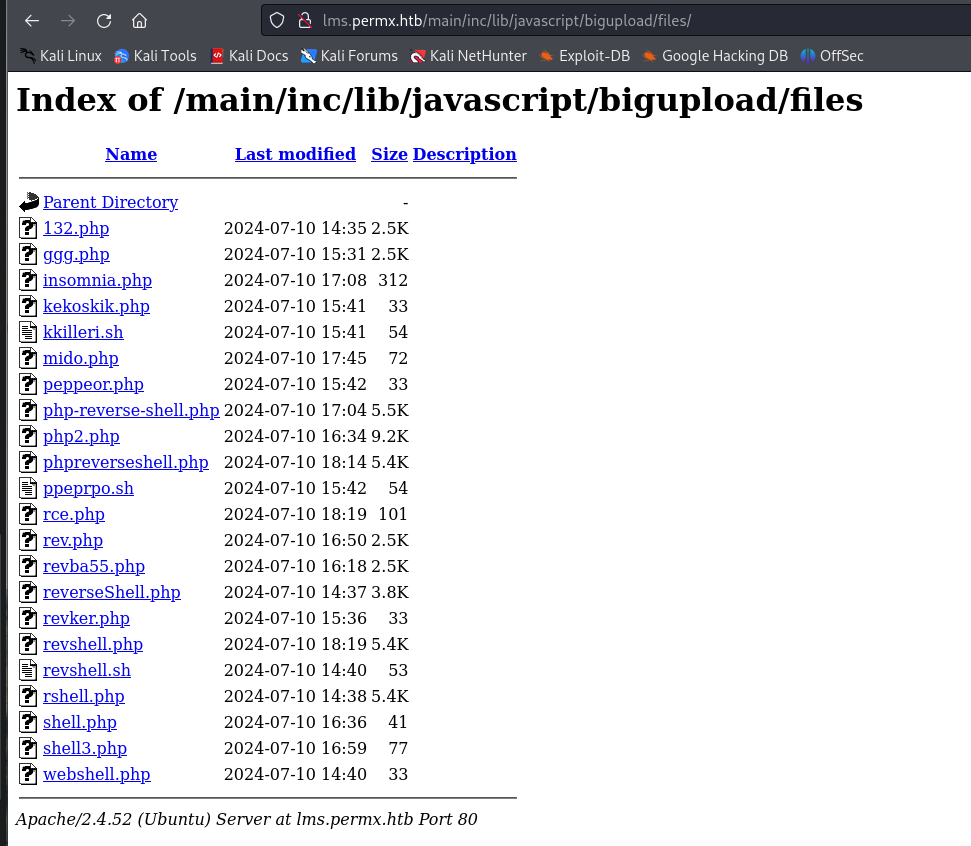 lms.permx.htb/main/inc/lib/javascript/bigupload/files/
Kali Linux Kali Tools Kali Docs Kali Forums Kali NetHunter Exploit-DB Google Hacking DB OffSec
Index of /main/inc/lib/javascript/bigupload/files
Name Last modified Size Description
Parent Directory -
132.php 2024-07-10 14:35 2.5K
ggg.php 2024-07-10 15:31 2.5K
insomnia.php 2024-07-10 17:08 312
kekoskik.php 2024-07-10 15:41 33
kkilleri.sh 2024-07-10 15:41 54
mido.php 2024-07-10 17:45 72
peppeor.php 2024-07-10 15:42 33
php-reverse-shell.php 2024-07-10 17:04 5.5K
php2.php 2024-07-10 16:34 9.2K
phpreverseshell.php 2024-07-10 18:14 5.4K
ppeprpo.sh 2024-07-10 15:42 54
rce.php 2024-07-10 18:19 101
rev.php 2024-07-10 16:50 2.5K
revba55.php 2024-07-10 16:18 2.5K
reverseShell.php 2024-07-10 14:37 3.8K
revker.php 2024-07-10 15:36 33
revshell.php 2024-07-10 18:19 5.4K
revshell.sh 2024-07-10 14:40 53
rshell.php 2024-07-10 14:38 5.4K
shell.php 2024-07-10 16:36 41
shell3.php 2024-07-10 16:59 77
webshell.php 2024-07-10 14:40 33
Apache/2.4.52 (Ubuntu) Server at lms.permx.htb Port 80